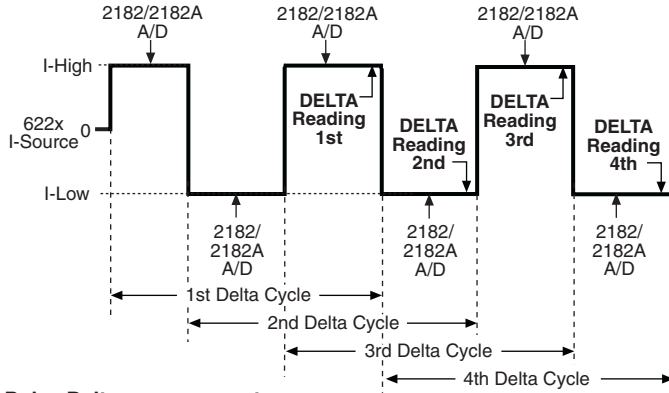 2182/2182A
A/D
2182/2182A
A/D
2182/2182A
A/D
I-High
DELTA
Reading
1st
DELTA
Reading
3rd
622x
I-Source
0
DELTA
Reading
2nd
DELTA
Reading
4th
I-Low
2182/
2182A
A/D
2182/
2182A
A/D
2182/
2182A
A/D
1st Delta Cycle
2nd Delta Cycle
3rd Delta Cycle
4th Delta Cycle